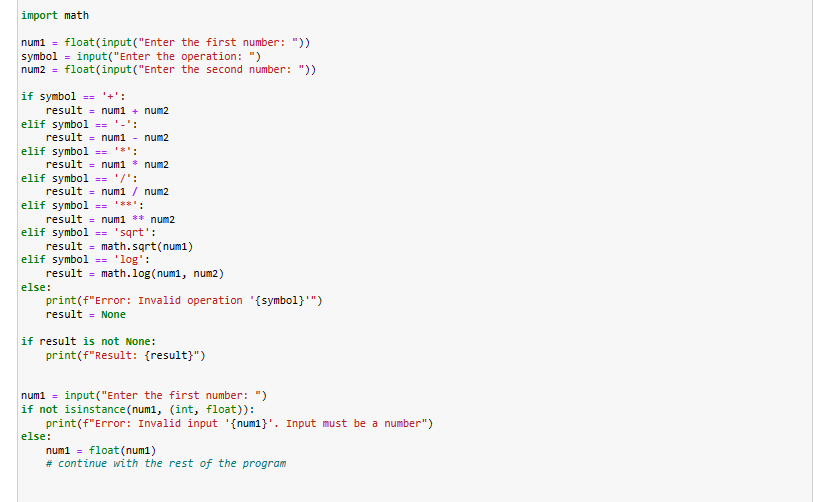 import math

num1 = float(input("Enter the first number: "))
symbol = input("Enter the operation: ")
num2 = float(input("Enter the second number: "))

if symbol == '+':
    result = num1 + num2
elif symbol == '-':
    result = num1 - num2
elif symbol == '*':
    result = num1 * num2
elif symbol == '/':
    result = num1 / num2
elif symbol == '**':
    result = num1 ** num2
elif symbol == 'sqrt':
    result = math.sqrt(num1)
elif symbol == 'log':
    result = math.log(num1, num2)
else:
    print(f"Error: Invalid operation '{symbol}'")
    result = None

if result is not None:
    print(f"Result: {result}")


num1 = input("Enter the first number: ")
if not isinstance(num1, (int, float)):
    print(f"Error: Invalid input '{num1}'. Input must be a number")
else:
    num1 = float(num1)
    # continue with the rest of the program